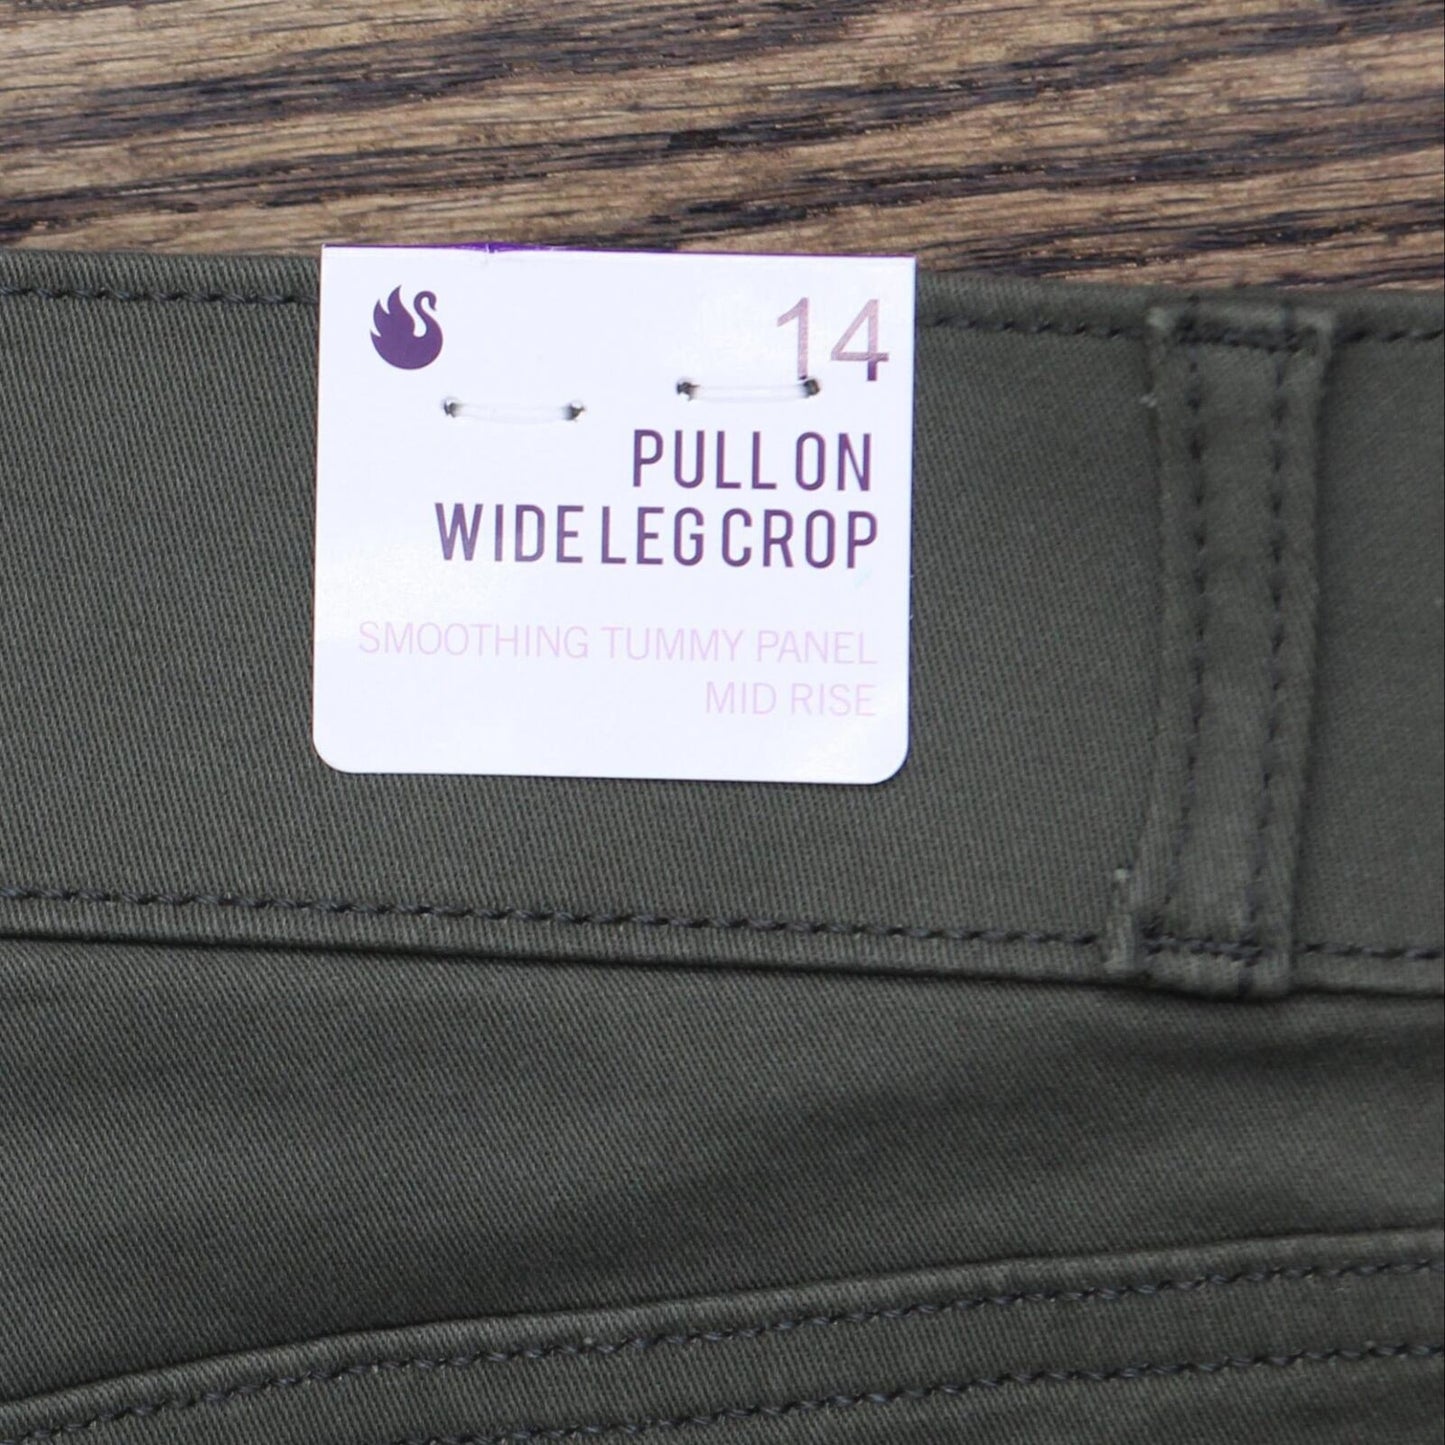 14
PULL ON
WIDE LEG CROP
SMOOTHING TUMMY PANEL
MID RISE